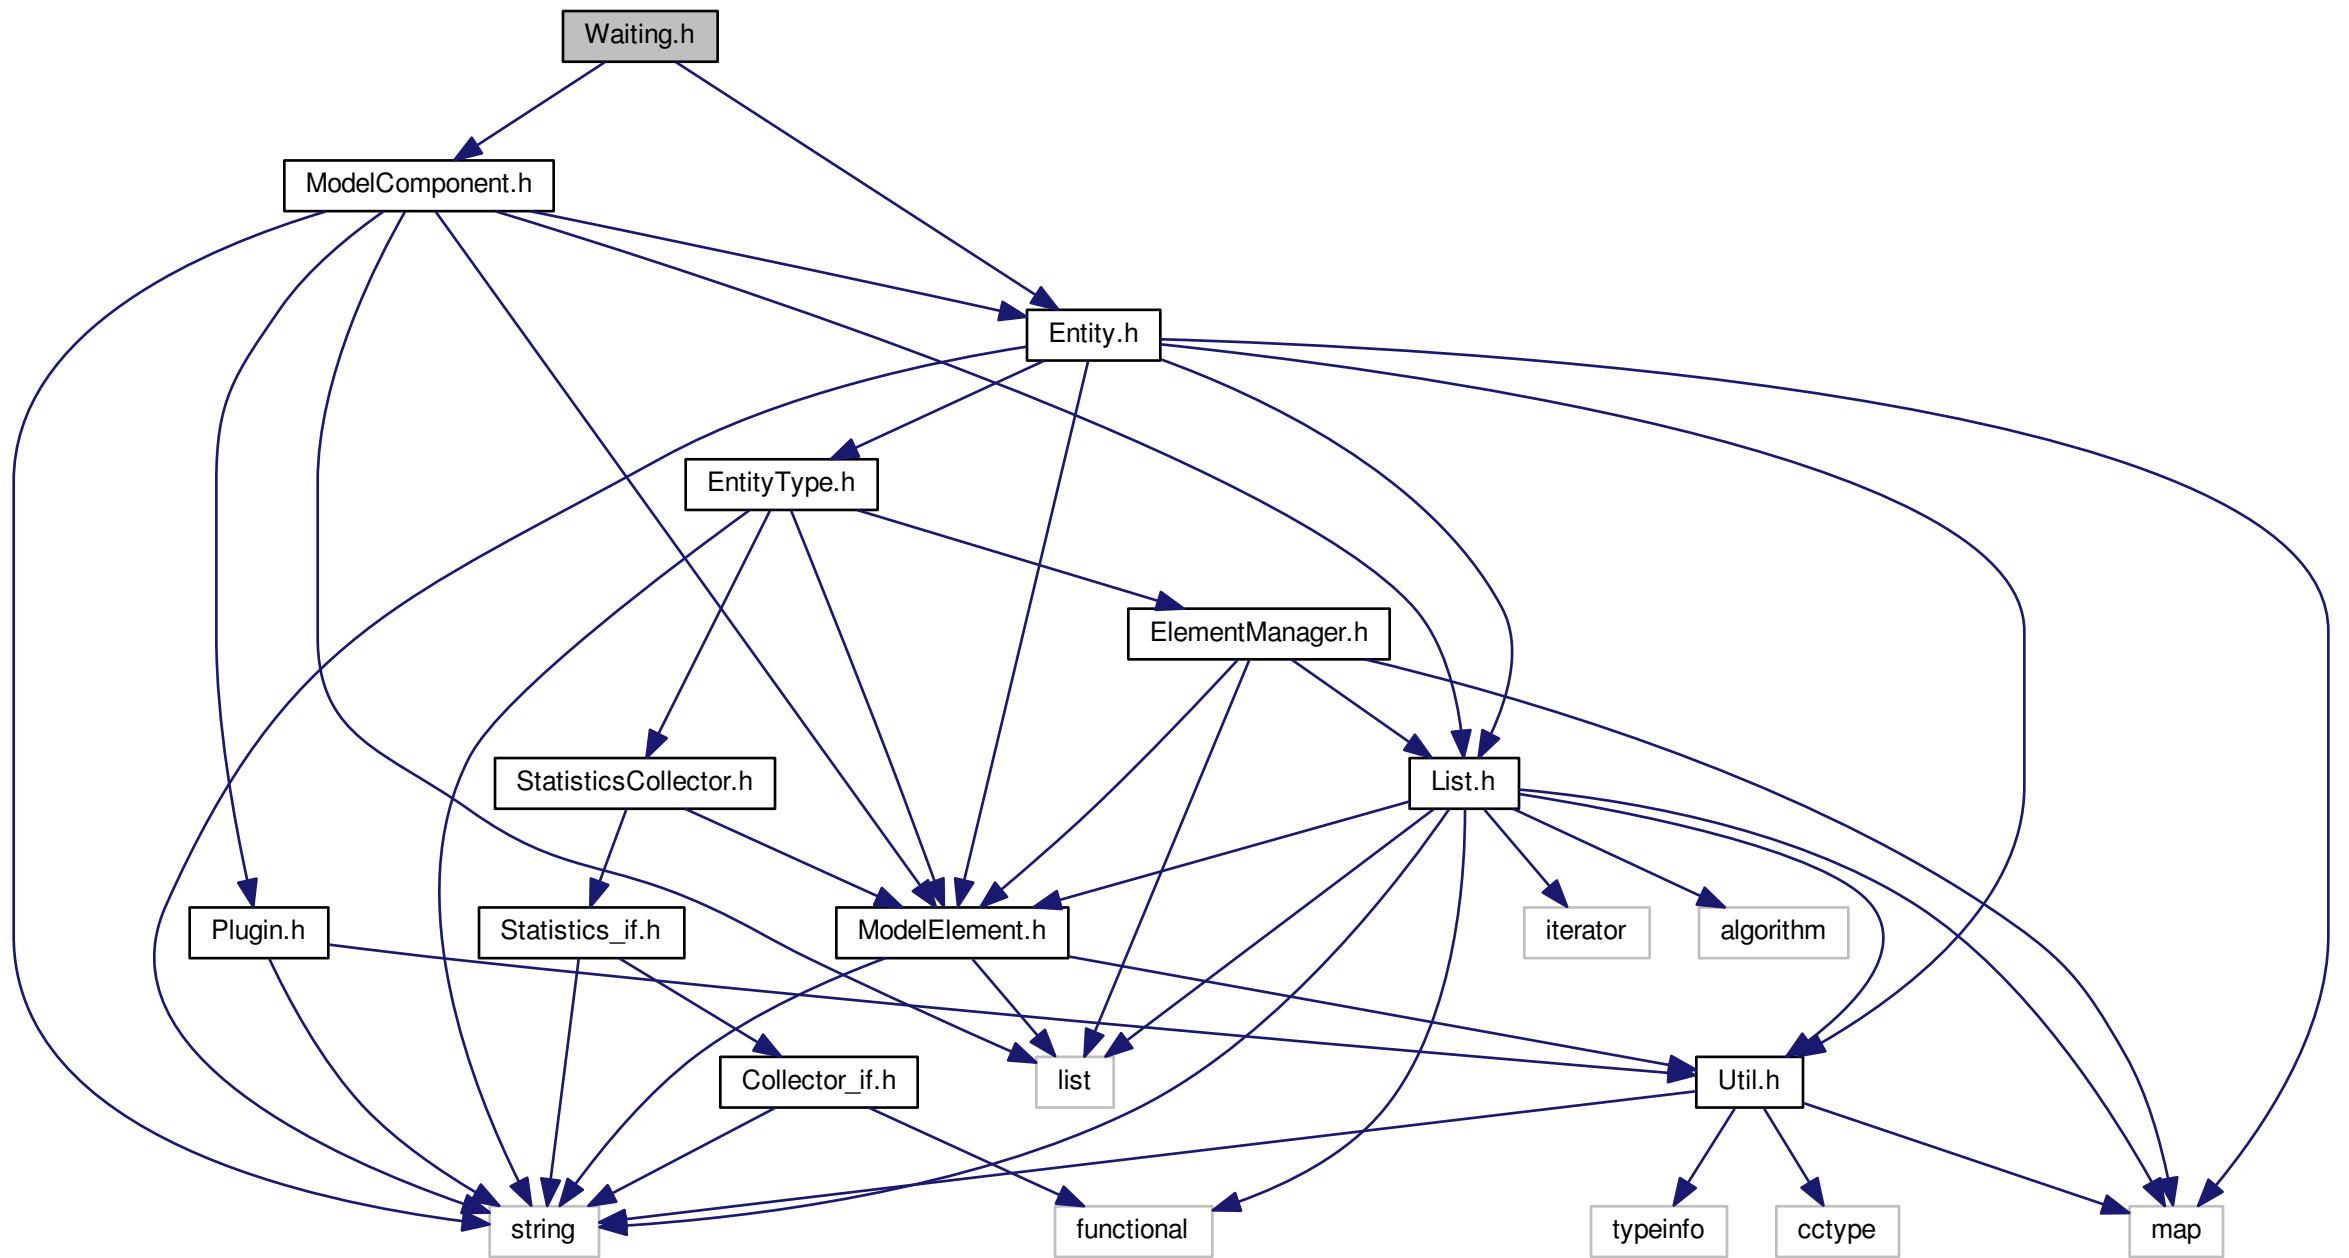 Waiting.h
ModelComponent.h
Entity.h
EntityType.h
ElementManager.h
StatisticsCollector.h
List.h
Plugin.h
Statistics_if.h
ModelElement.h
iterator
algorithm
Collector_if.h
list
Util.h
string
functional
typeinfo
cctype
map